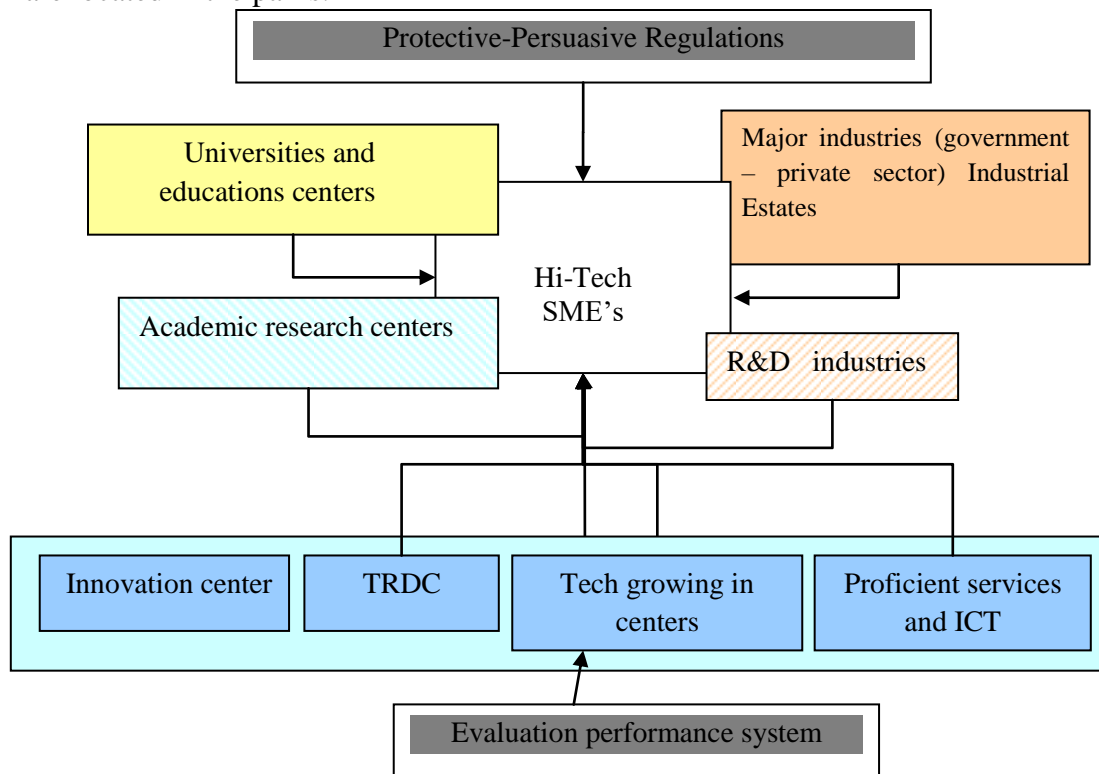 Protective-Persuasive Regulations
Universities and
educations centers
Major industries (government
– private sector) Industrial
Estates
Hi-Tech
SME’s
Academic research centers
R&D industries
Innovation center
TRDC
Tech growing in
centers
Proficient services
and ICT
Evaluation performance system